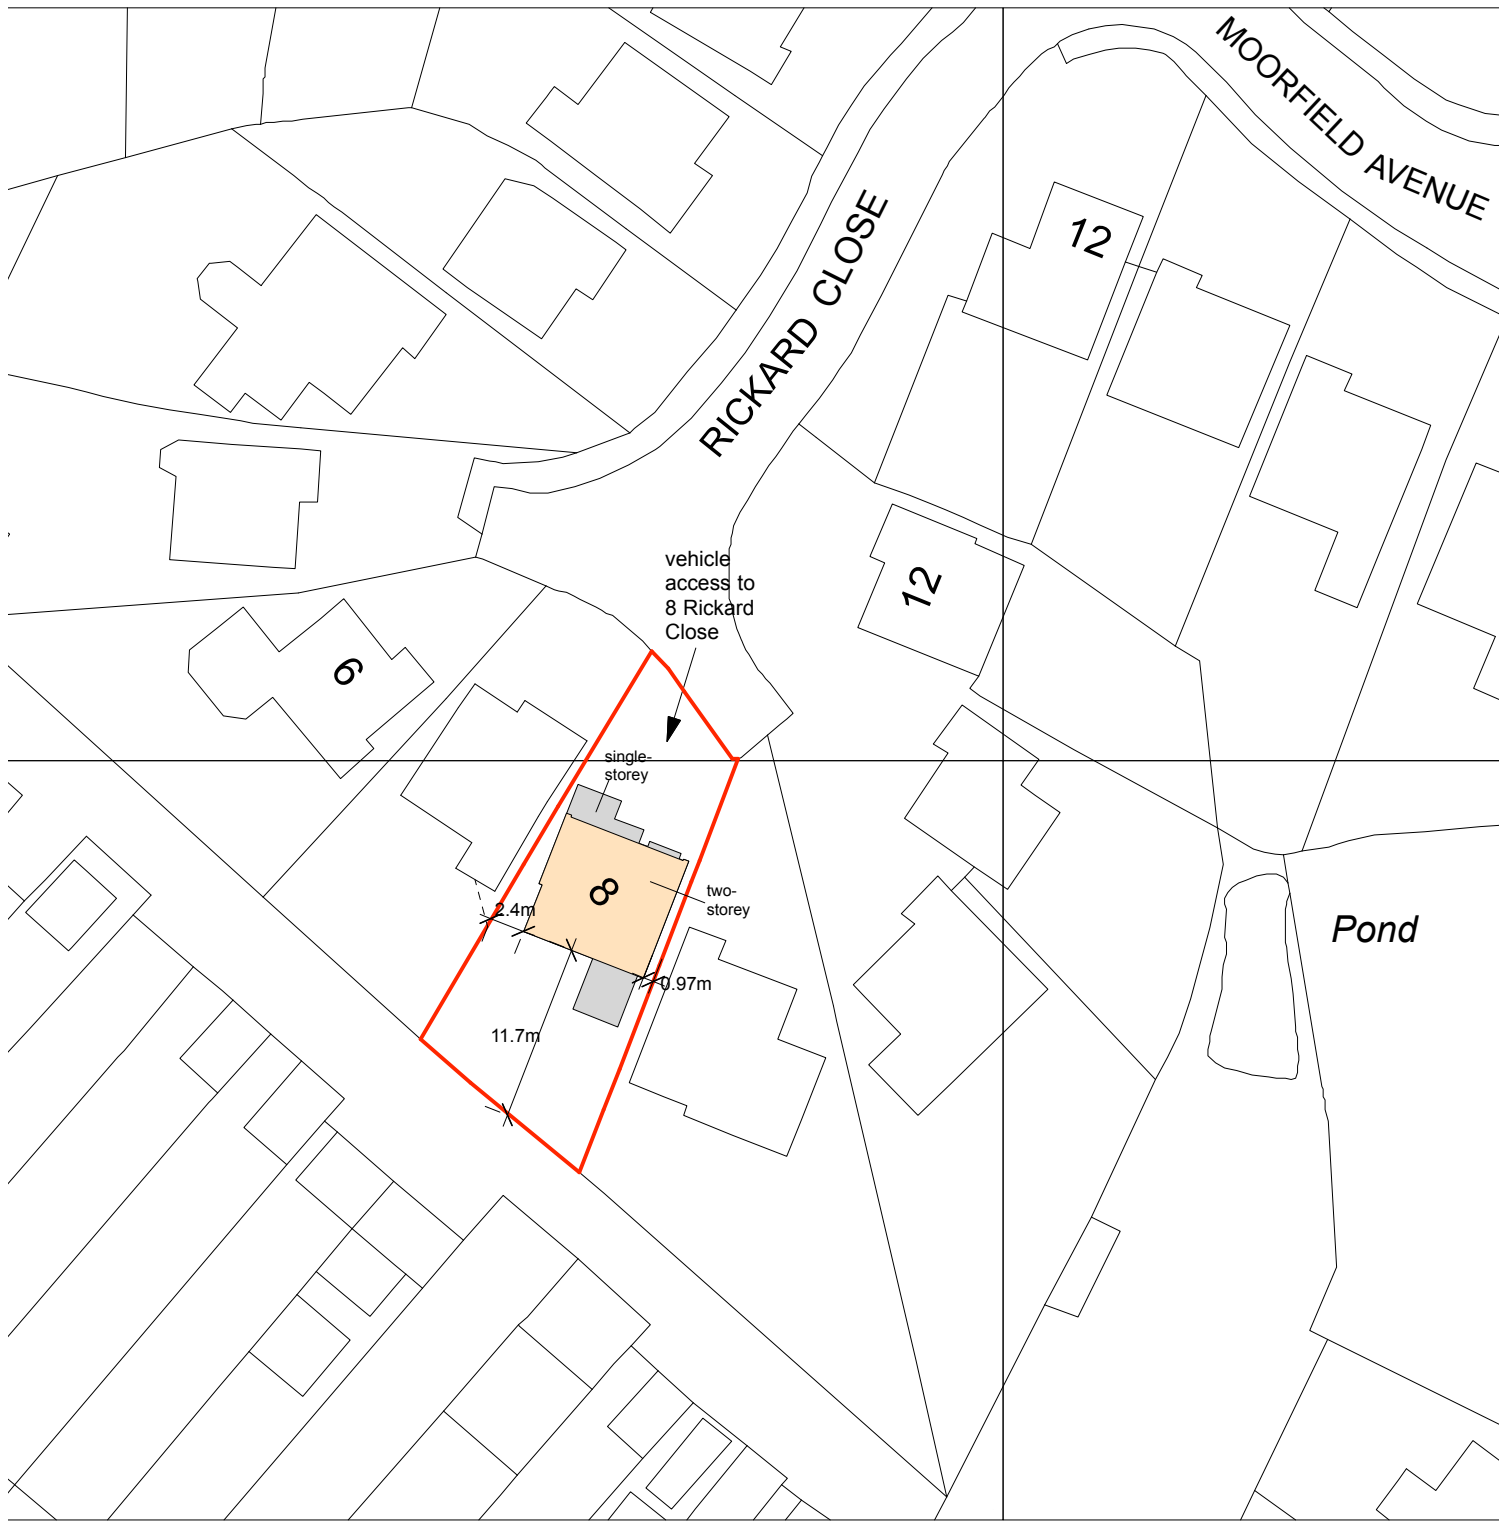 MOORFIELD AVENUE
12
RICKARD CLOSE
vehicle
access to
8 Rickard
Close
12
6
single-
storey
8
two-
storey
2.4m
Pond
0.97m
11.7m